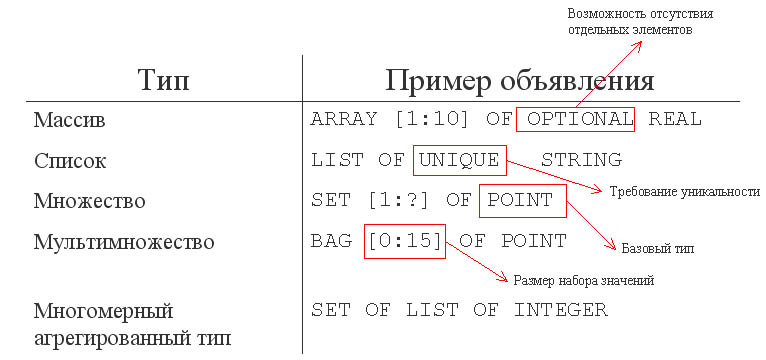 Возможность отсутствия
отдельных элементов
Тип
Пример объявления
Массив
ARRAY [1:10] OF OPTIONAL REAL
Список
LIST OF UNIQUE STRING
Требование уникальности
Множество
SET [1:?] OF POINT
Мультимножество
BAG [0:15] OF POINT
Базовый тип
Размер набора значений
Многомерный
агрегированный тип
SET OF LIST OF INTEGER